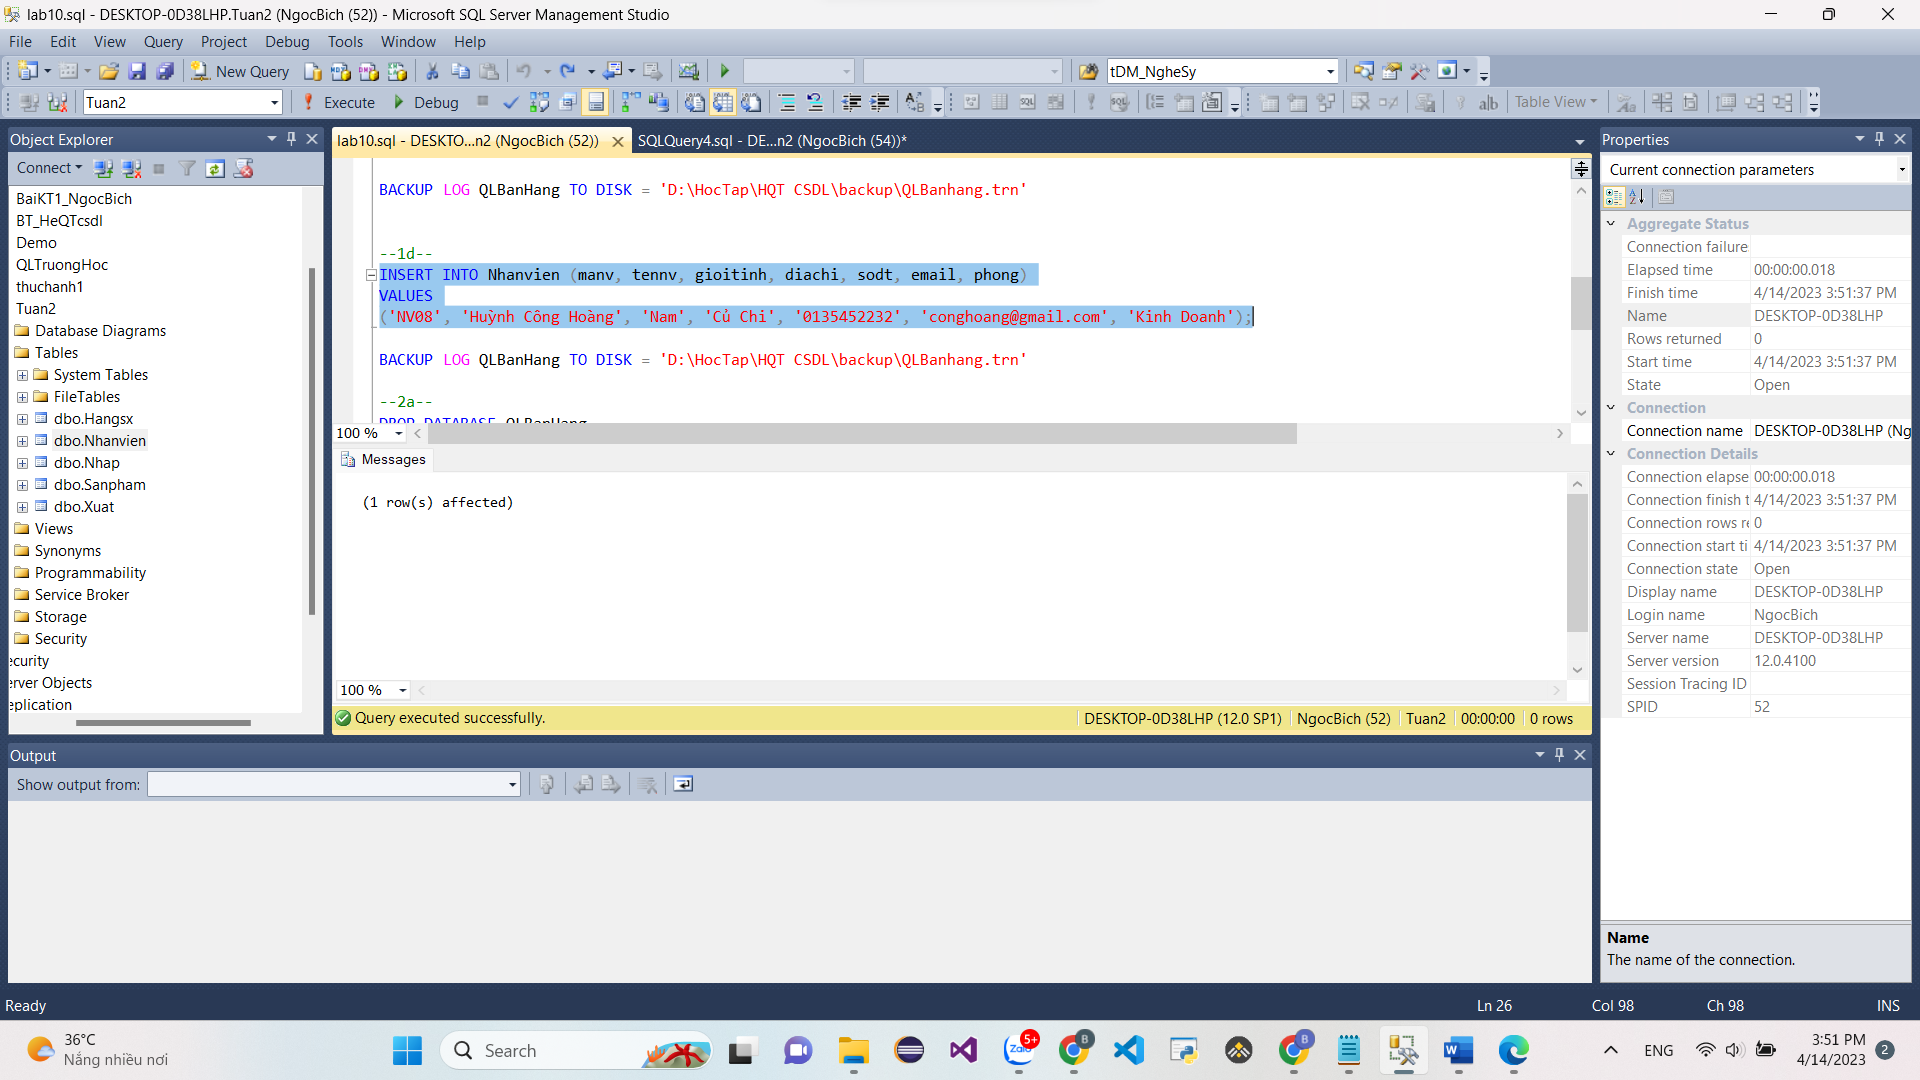 lab10.sql - DESKTOP-0D38LHP.Tuan2 (NgocBich (52)) - Microsoft SQL Server Management Studio
File Edit View Query Project Debug Tools Window Help
New Query tDM_NgheSy
Tuan2 Execute Debug Table View
Object Explorer
Connect
BaiKT1_NgocBich
BT_HeQTcsdl
Demo
QLTruongHoc
thuchanh1
Tuan2
Database Diagrams
Tables
System Tables
FileTables
dbo.Hangsx
dbo.Nhanvien
dbo.Nhap
dbo.Sanpham
dbo.Xuat
Views
Synonyms
Programmability
Service Broker
Storage
Security
ecurity
erver Objects
eplication
lab10.sql - DESKTO...n2 (NgocBich (52)) SQLQuery4.sql - DE...n2 (NgocBich (54))*
BACKUP LOG QLBanHang TO DISK = 'D:\HocTap\HQT CSDL\backup\QLBanhang.trn'
--1d--
INSERT INTO Nhanvien (manv, tennv, gioitinh, diachi, sodt, email, phong)
VALUES
('NV08', 'Huỳnh Công Hoàng', 'Nam', 'Củ Chi', '0135452232', 'conghoang@gmail.com', 'Kinh Doanh');
BACKUP LOG QLBanHang TO DISK = 'D:\HocTap\HQT CSDL\backup\QLBanhang.trn'
--2a--
DROP DATABASE QLBanHang
100 %
Messages
(1 row(s) affected)
100 %
Query executed successfully. DESKTOP-0D38LHP (12.0 SP1) NgocBich (52) Tuan2 00:00:00 0 rows
Properties
Current connection parameters
Aggregate Status
Connection failure
Elapsed time 00:00:00.018
Finish time 4/14/2023 3:51:37 PM
Name DESKTOP-0D38LHP
Rows returned 0
Start time 4/14/2023 3:51:37 PM
State Open
Connection
Connection name DESKTOP-0D38LHP (Ng
Connection Details
Connection elapse 00:00:00.018
Connection finish t 4/14/2023 3:51:37 PM
Connection rows re 0
Connection start ti 4/14/2023 3:51:37 PM
Connection state Open
Display name DESKTOP-0D38LHP
Login name NgocBich
Server name DESKTOP-0D38LHP
Server version 12.0.4100
Session Tracing ID
SPID 52
Name
The name of the connection.
Output
Show output from:
Ready Ln 26 Col 98 Ch 98 INS
36°C
Nắng nhiều nơi
Search
Zalo 5+
B
B
ENG
3:51 PM
4/14/2023
2